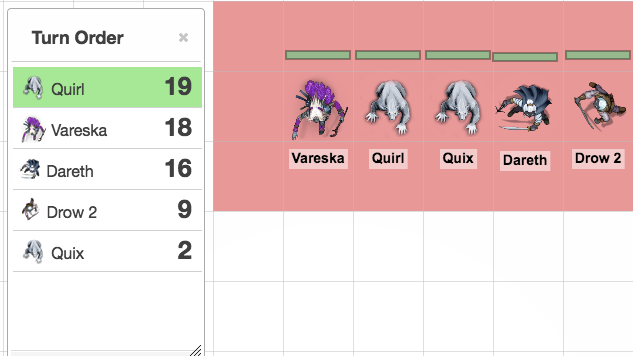 Turn Order ×
Quirl 19
Vareska 18
Dareth 16
Drow 2 9
Quix 2
Vareska Quirl Quix Dareth Drow 2